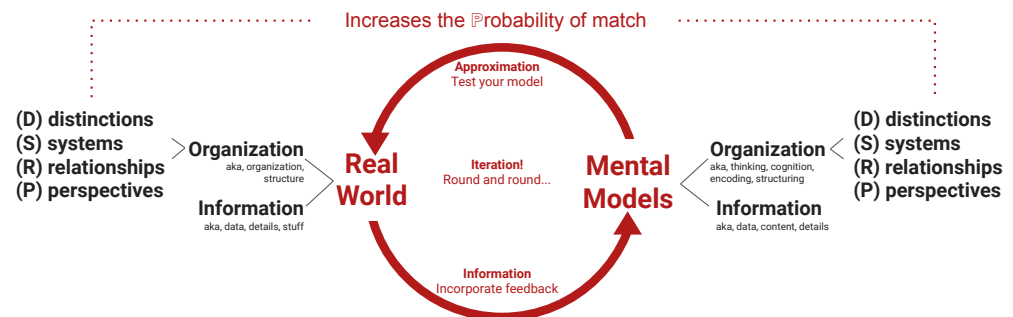 Increases the ℙrobability of match
Approximation
Test your model
(D) distinctions
(S) systems
(R) relationships
(P) perspectives
Organization
aka, organization,
structure
Information
aka, data, details, stuff
Real
World
Iteration!
Round and round...
Mental
Models
Organization
aka, thinking, cognition,
encoding, structuring
Information
aka, data, content, details
(D) distinctions
(S) systems
(R) relationships
(P) perspectives
Information
Incorporate feedback